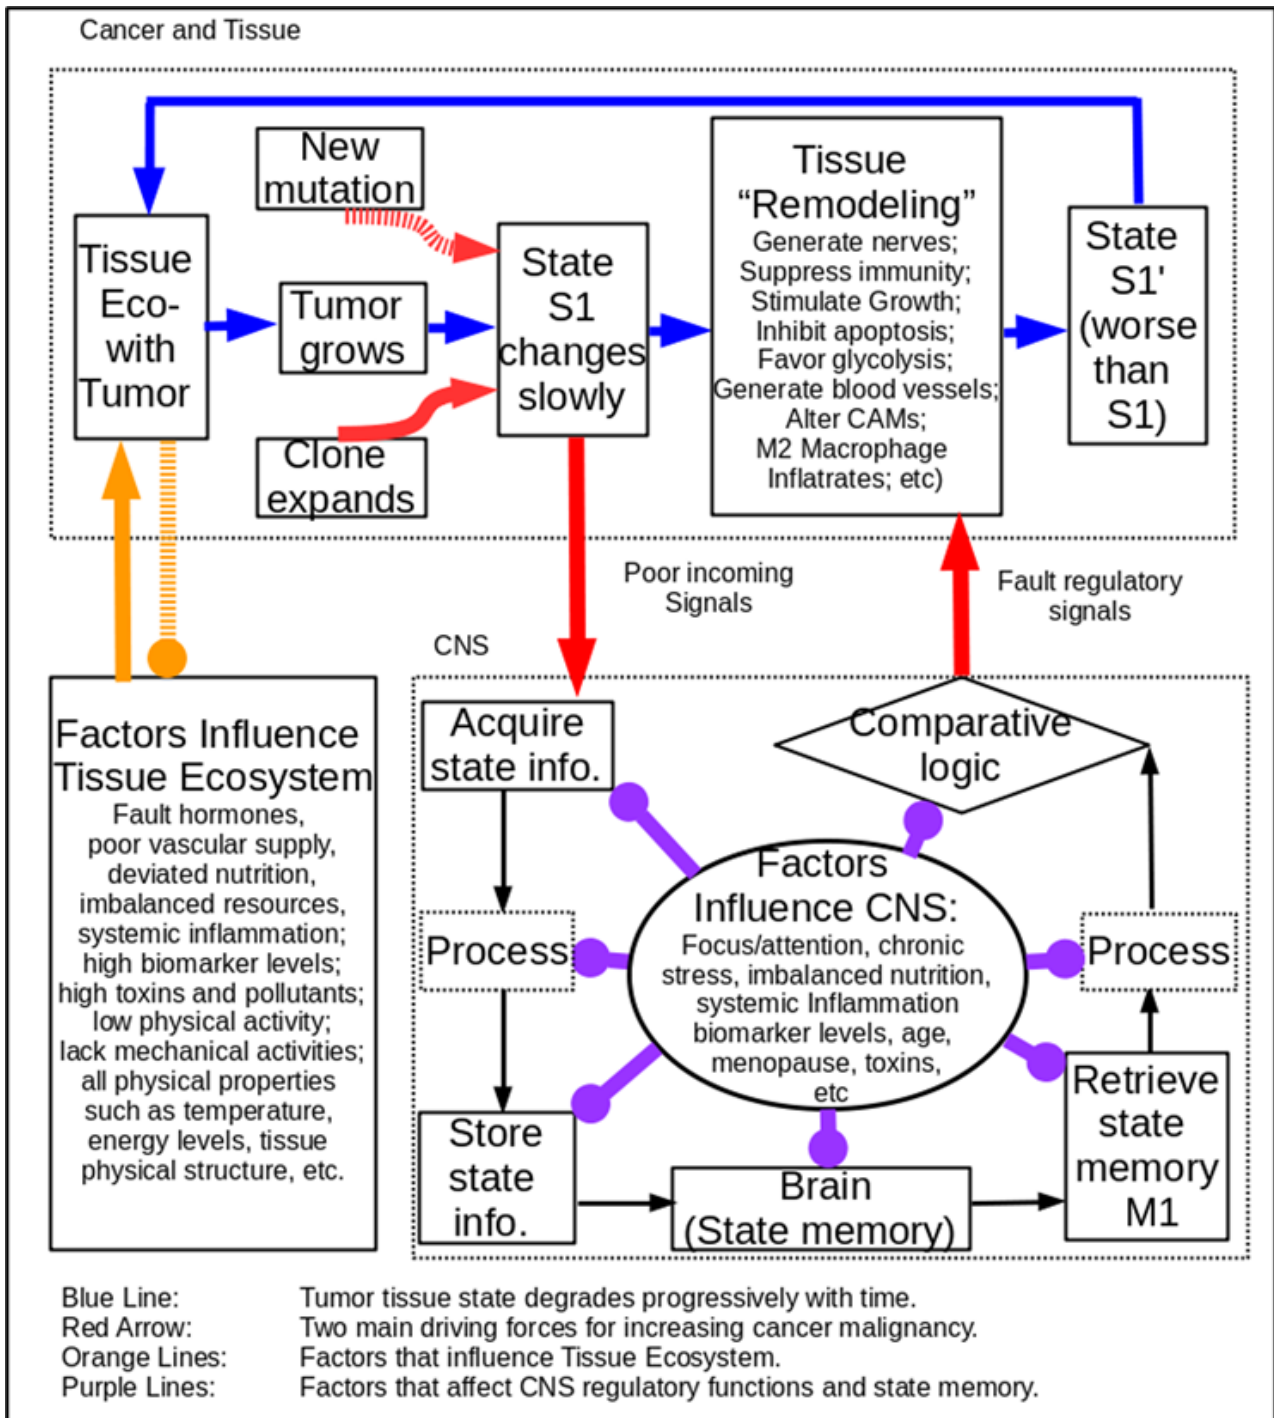 Cancer and Tissue
New
mutation
Tissue
Eco-
with
Tumor
Tumor
grows
Clone
expands
State
S1
changes
slowly
Tissue
“Remodeling”
Generate nerves;
Suppress immunity;
Stimulate Growth;
Inhibit apoptosis;
Favor glycolysis;
Generate blood vessels;
Alter CAMs;
M2 Macrophage
Inflatrates; etc)
State
S1'
(worse
than
S1)
Poor incoming
Signals
Fault regulatory
signals
CNS
Factors Influence
Tissue Ecosystem
Fault hormones,
poor vascular supply,
deviated nutrition,
imbalanced resources,
systemic inflammation;
high biomarker levels;
high toxins and pollutants;
low physical activity;
lack mechanical activities;
all physical properties
such as temperature,
energy levels, tissue
physical structure, etc.
Acquire
state info.
Process
Store
state
info.
Brain
(State memory)
Retrieve
state
memory
M1
Process
Comparative
logic
Factors
Influence CNS:
Focus/attention, chronic
stress, imbalanced nutrition,
systemic Inflammation
biomarker levels, age,
menopause, toxins,
etc
Blue Line: Tumor tissue state degrades progressively with time.
Red Arrow: Two main driving forces for increasing cancer malignancy.
Orange Lines: Factors that influence Tissue Ecosystem.
Purple Lines: Factors that affect CNS regulatory functions and state memory.